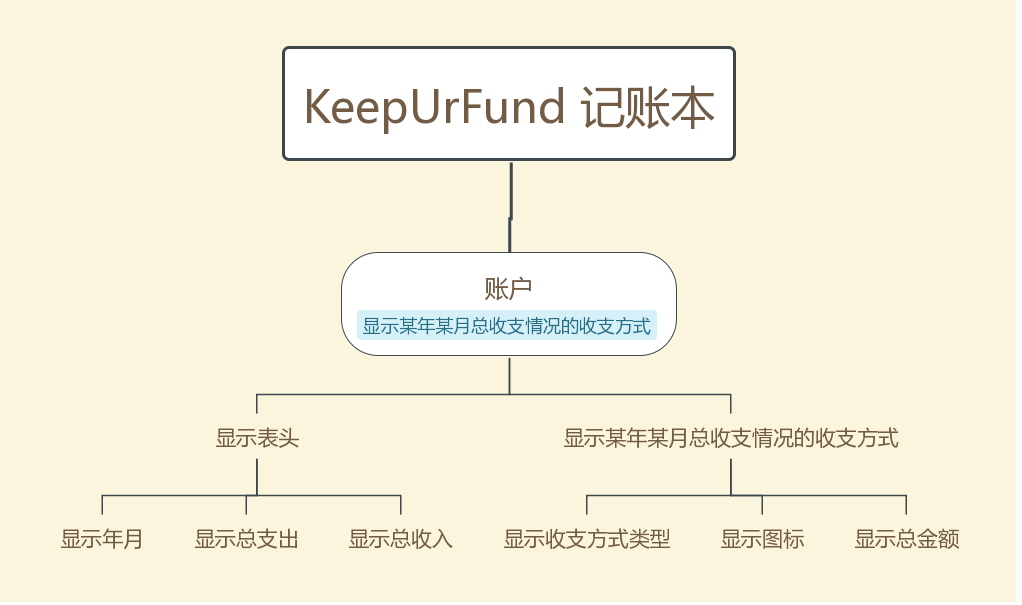 KeepUrFund 记账本
账户
显示某年某月总收支情况的收支方式
显示表头
显示某年某月总收支情况的收支方式
显示年月
显示总支出
显示总收入
显示收支方式类型
显示图标
显示总金额